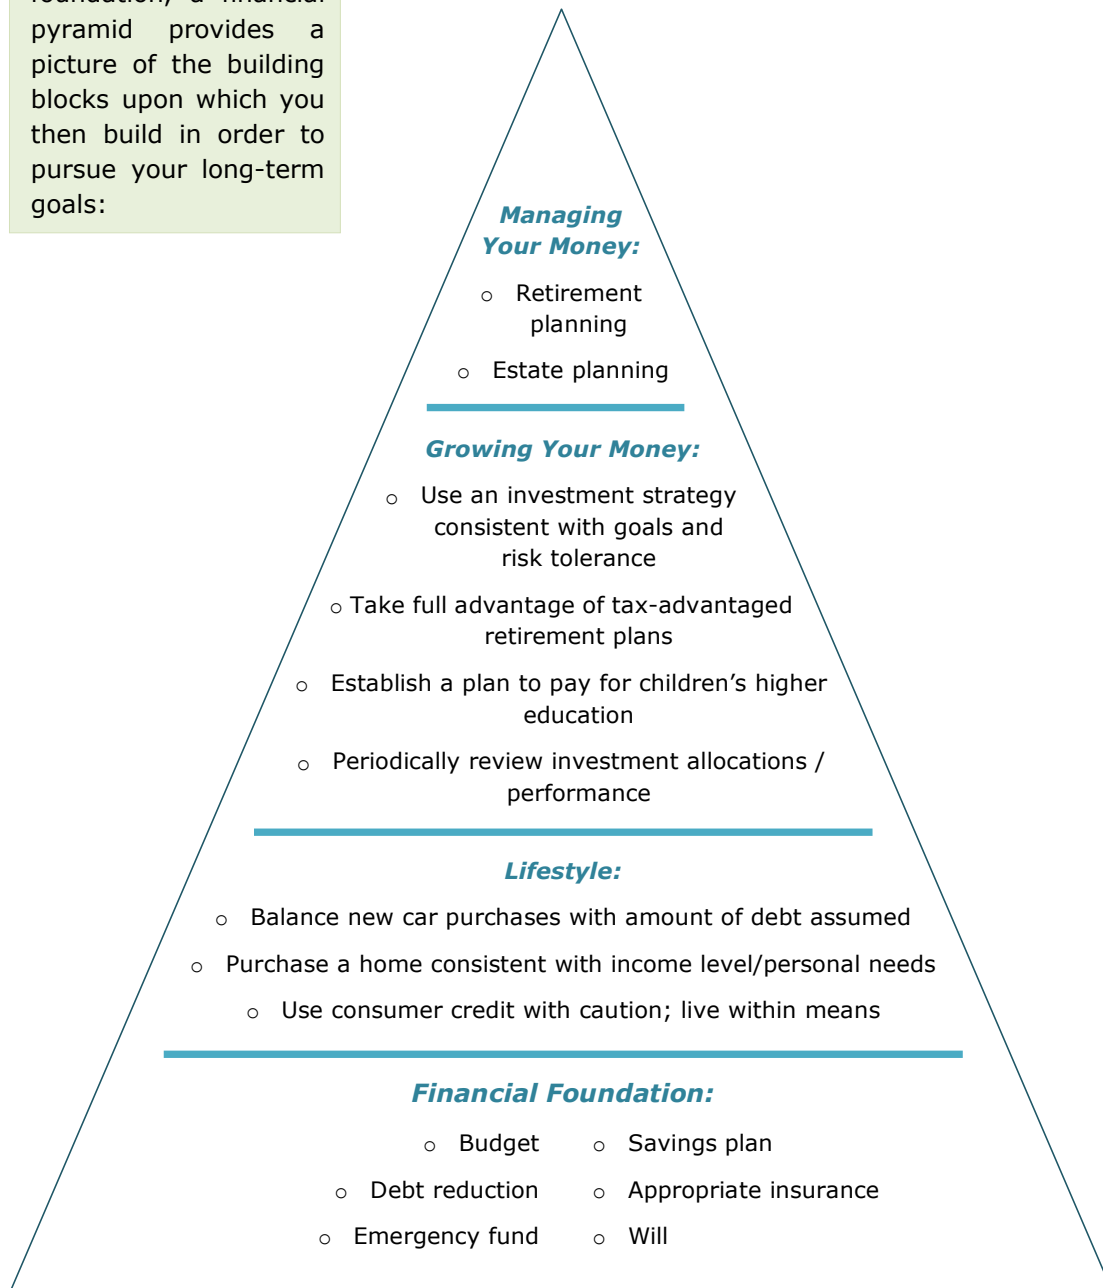 foundation, a financial
pyramid provides a
picture of the building
blocks upon which you
then build in order to
pursue your long-term
goals:
Managing
Your Money:
o Retirement
planning
o Estate planning
Growing Your Money:
o Use an investment strategy
consistent with goals and
risk tolerance
o Take full advantage of tax-advantaged
retirement plans
o Establish a plan to pay for children’s higher
education
o Periodically review investment allocations /
performance
Lifestyle:
o Balance new car purchases with amount of debt assumed
o Purchase a home consistent with income level/personal needs
o Use consumer credit with caution; live within means
Financial Foundation:
o Budget o Savings plan
o Debt reduction o Appropriate insurance
o Emergency fund o Will